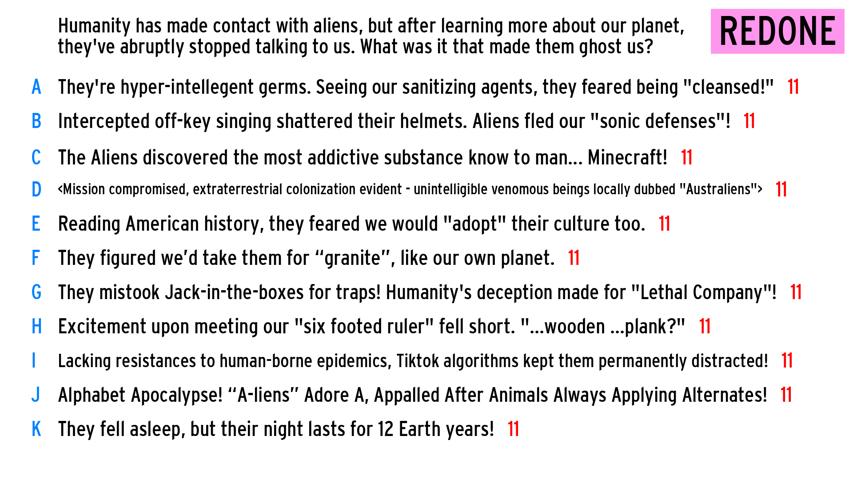 Humanity has made contact with aliens, but after learning more about our planet,
they've abruptly stopped talking to us. What was it that made them ghost us?
REDONE
A They're hyper-intellegent germs. Seeing our sanitizing agents, they feared being "cleansed!" 11
B Intercepted off-key singing shattered their helmets. Aliens fled our "sonic defenses"! 11
C The Aliens discovered the most addictive substance know to man... Minecraft! 11
D <Mission compromised, extraterrestrial colonization evident - unintelligible venomous beings locally dubbed "Australiens"> 11
E Reading American history, they feared we would "adopt" their culture too. 11
F They figured we’d take them for “granite”, like our own planet. 11
G They mistook Jack-in-the-boxes for traps! Humanity's deception made for "Lethal Company"! 11
H Excitement upon meeting our "six footed ruler" fell short. "...wooden ...plank?" 11
I Lacking resistances to human-borne epidemics, Tiktok algorithms kept them permanently distracted! 11
J Alphabet Apocalypse! “A-liens” Adore A, Appalled After Animals Always Applying Alternates! 11
K They fell asleep, but their night lasts for 12 Earth years! 11